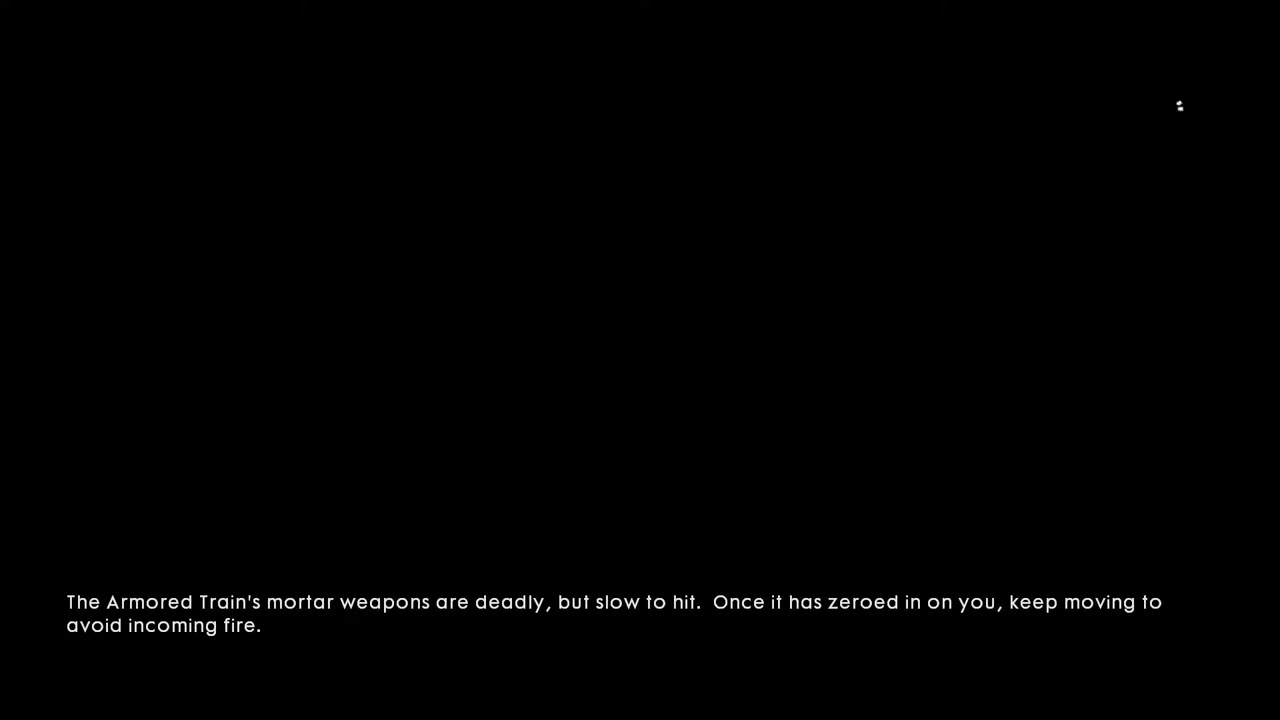 The Armored Train's mortar weapons are deadly, but slow to hit.  Once it has zeroed in on you, keep moving to
avoid incoming fire.